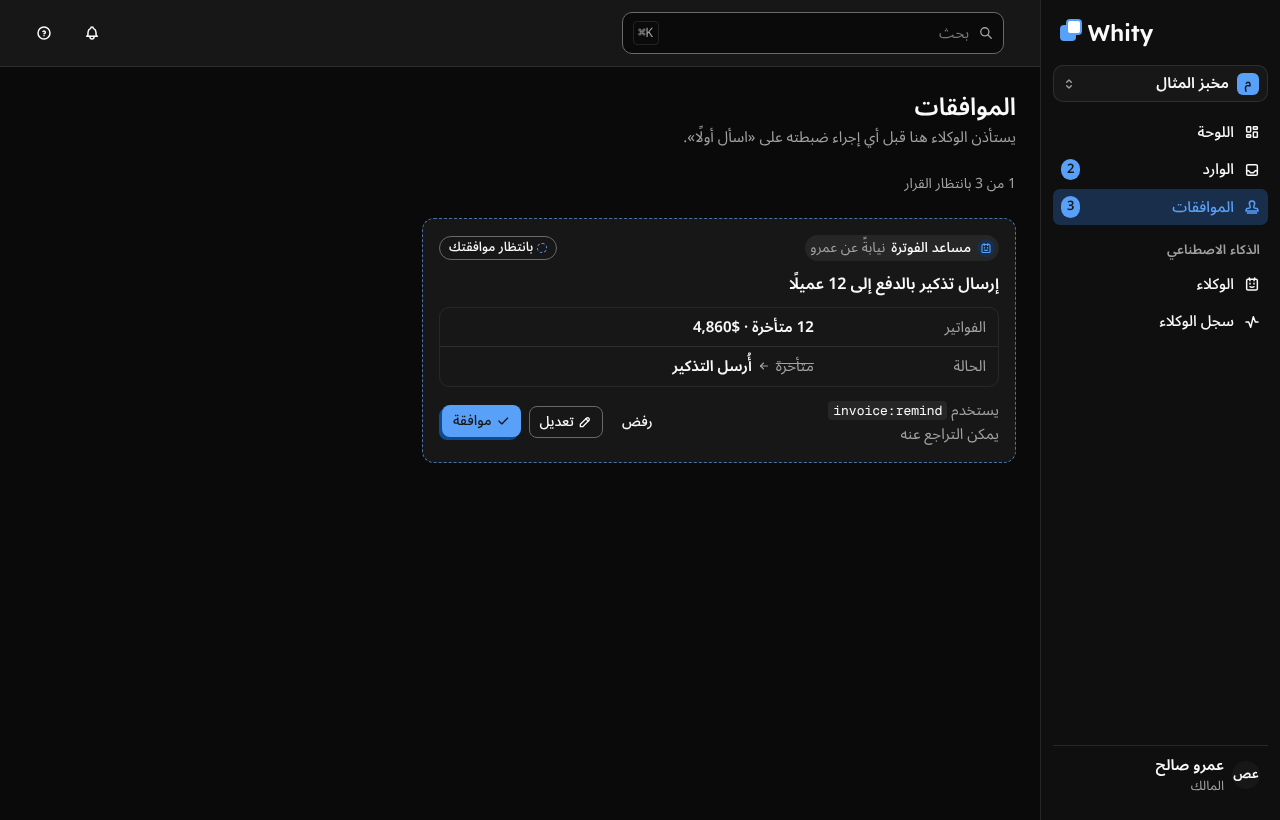 Whity
م مخبز المثال
اللوحة
الوارد 2
الموافقات 3
الذكاء الاصطناعي
الوكلاء
سجل الوكلاء
عص عمرو صالح
المالك
بحث ⌘K
الموافقات
يستأذن الوكلاء هنا قبل أي إجراء ضبطته على «اسأل أولًا».
1 من 3 بانتظار القرار
مساعد الفوترة نيابةً عن عمرو
بانتظار موافقتك
إرسال تذكير بالدفع إلى 12 عميلًا
الفواتير 12 متأخرة · $4,860
الحالة متأخرة ← أُرسل التذكير
يستخدم invoice:remind
يمكن التراجع عنه
رفض
تعديل
موافقة